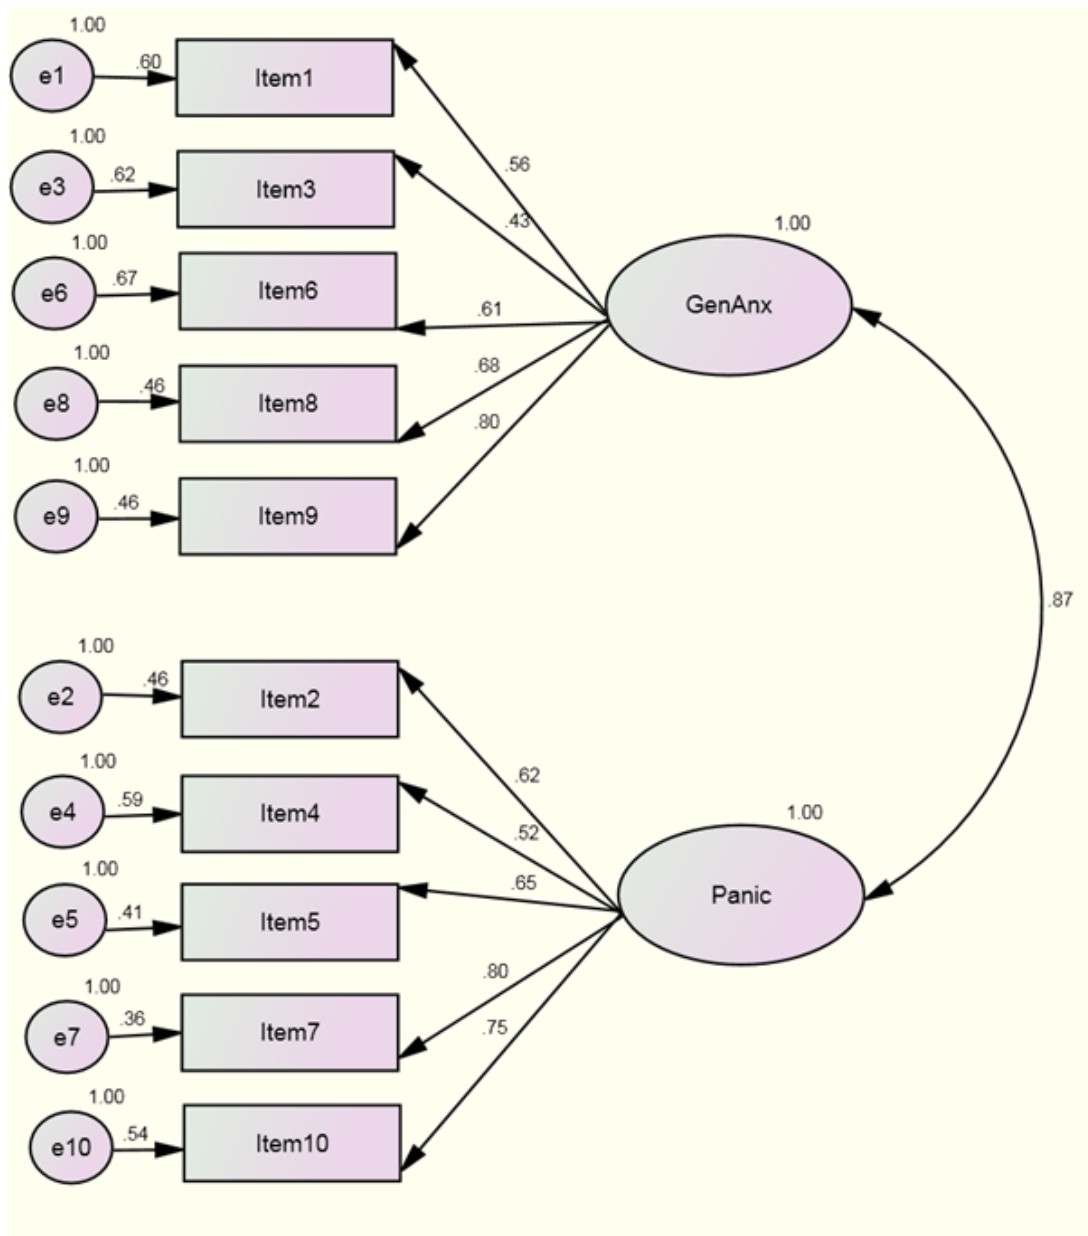 1.00
e1
.60
Item1
1.00
e3
.62
Item3
1.00
e6
.67
Item6
1.00
e8
.46
Item8
1.00
e9
.46
Item9
.56
.43
.61
.68
.80
1.00
GenAnx
.87
1.00
e2
.46
Item2
1.00
e4
.59
Item4
1.00
e5
.41
Item5
1.00
e7
.36
Item7
1.00
e10
.54
Item10
.62
.52
.65
.80
.75
1.00
Panic